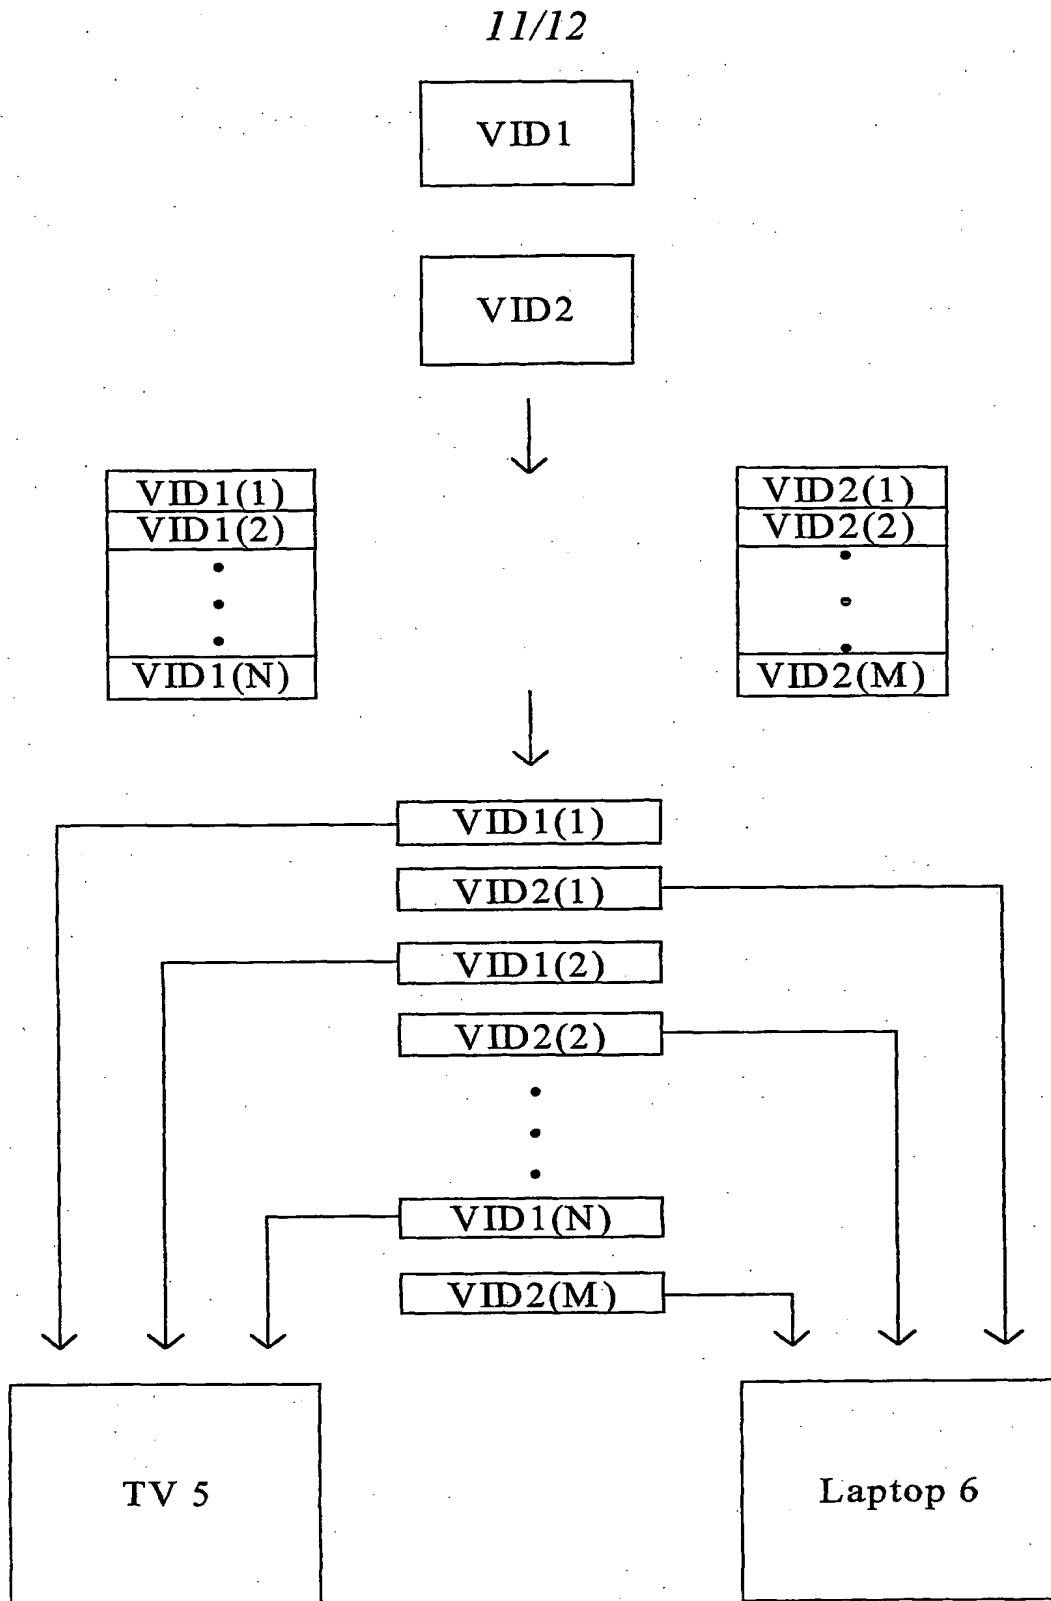 11/12
VID1
VID2
VID1(1)
VID1(2)
VID1(N)
VID2(1)
VID2(2)
VID2(M)
VID1(1)
VID2(1)
VID1(2)
VID2(2)
VID1(N)
VID2(M)
TV 5
Laptop 6